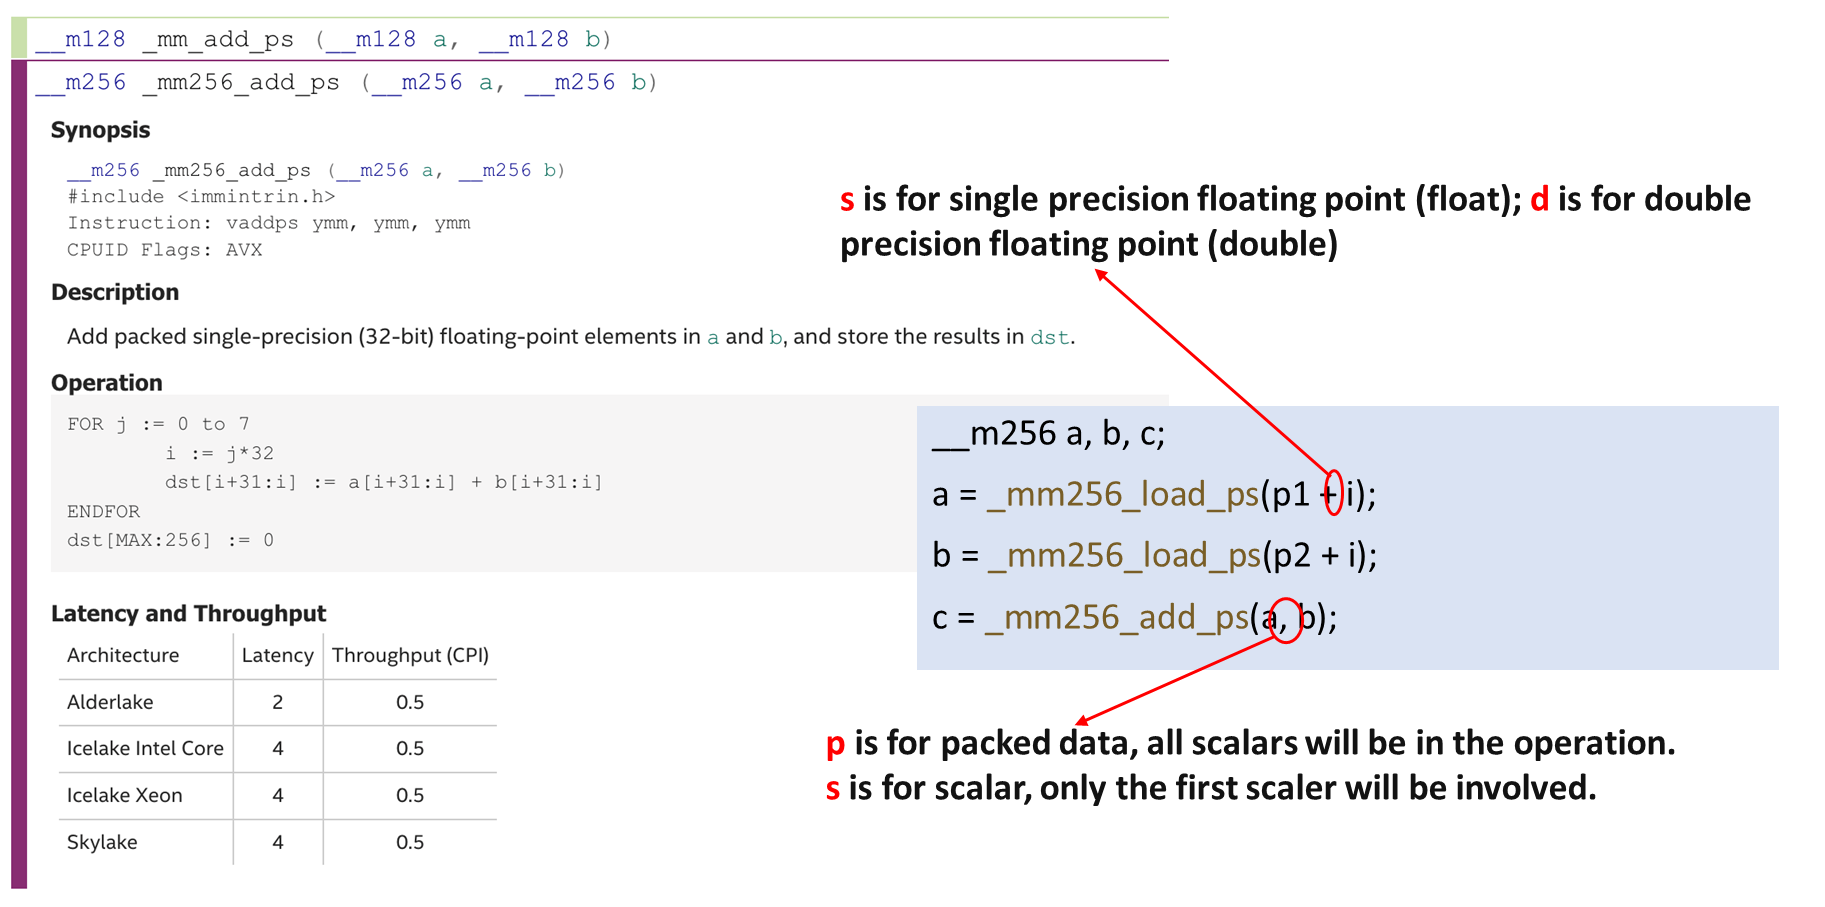 __m128 _mm_add_ps (__m128 a, __m128 b)
__m256 _mm256_add_ps (__m256 a, __m256 b)
Synopsis
__m256 _mm256_add_ps (__m256 a, __m256 b)
#include <immintrin.h>
Instruction: vaddps ymm, ymm, ymm
CPUID Flags: AVX
Description
Add packed single-precision (32-bit) floating-point elements in a and b, and store the results in dst.
Operation
FOR j := 0 to 7
i := j*32
dst[i+31:i] := a[i+31:i] + b[i+31:i]
ENDFOR
dst[MAX:256] := 0
Latency and Throughput
Architecture Latency Throughput (CPI)
Alderlake 2 0.5
Icelake Intel Core 4 0.5
Icelake Xeon 4 0.5
Skylake 4 0.5
s is for single precision floating point (float); d is for double
precision floating point (double)
__m256 a, b, c;
a = _mm256_load_ps(p1 + i);
b = _mm256_load_ps(p2 + i);
c = _mm256_add_ps(a, b);
p is for packed data, all scalars will be in the operation.
s is for scalar, only the first scaler will be involved.